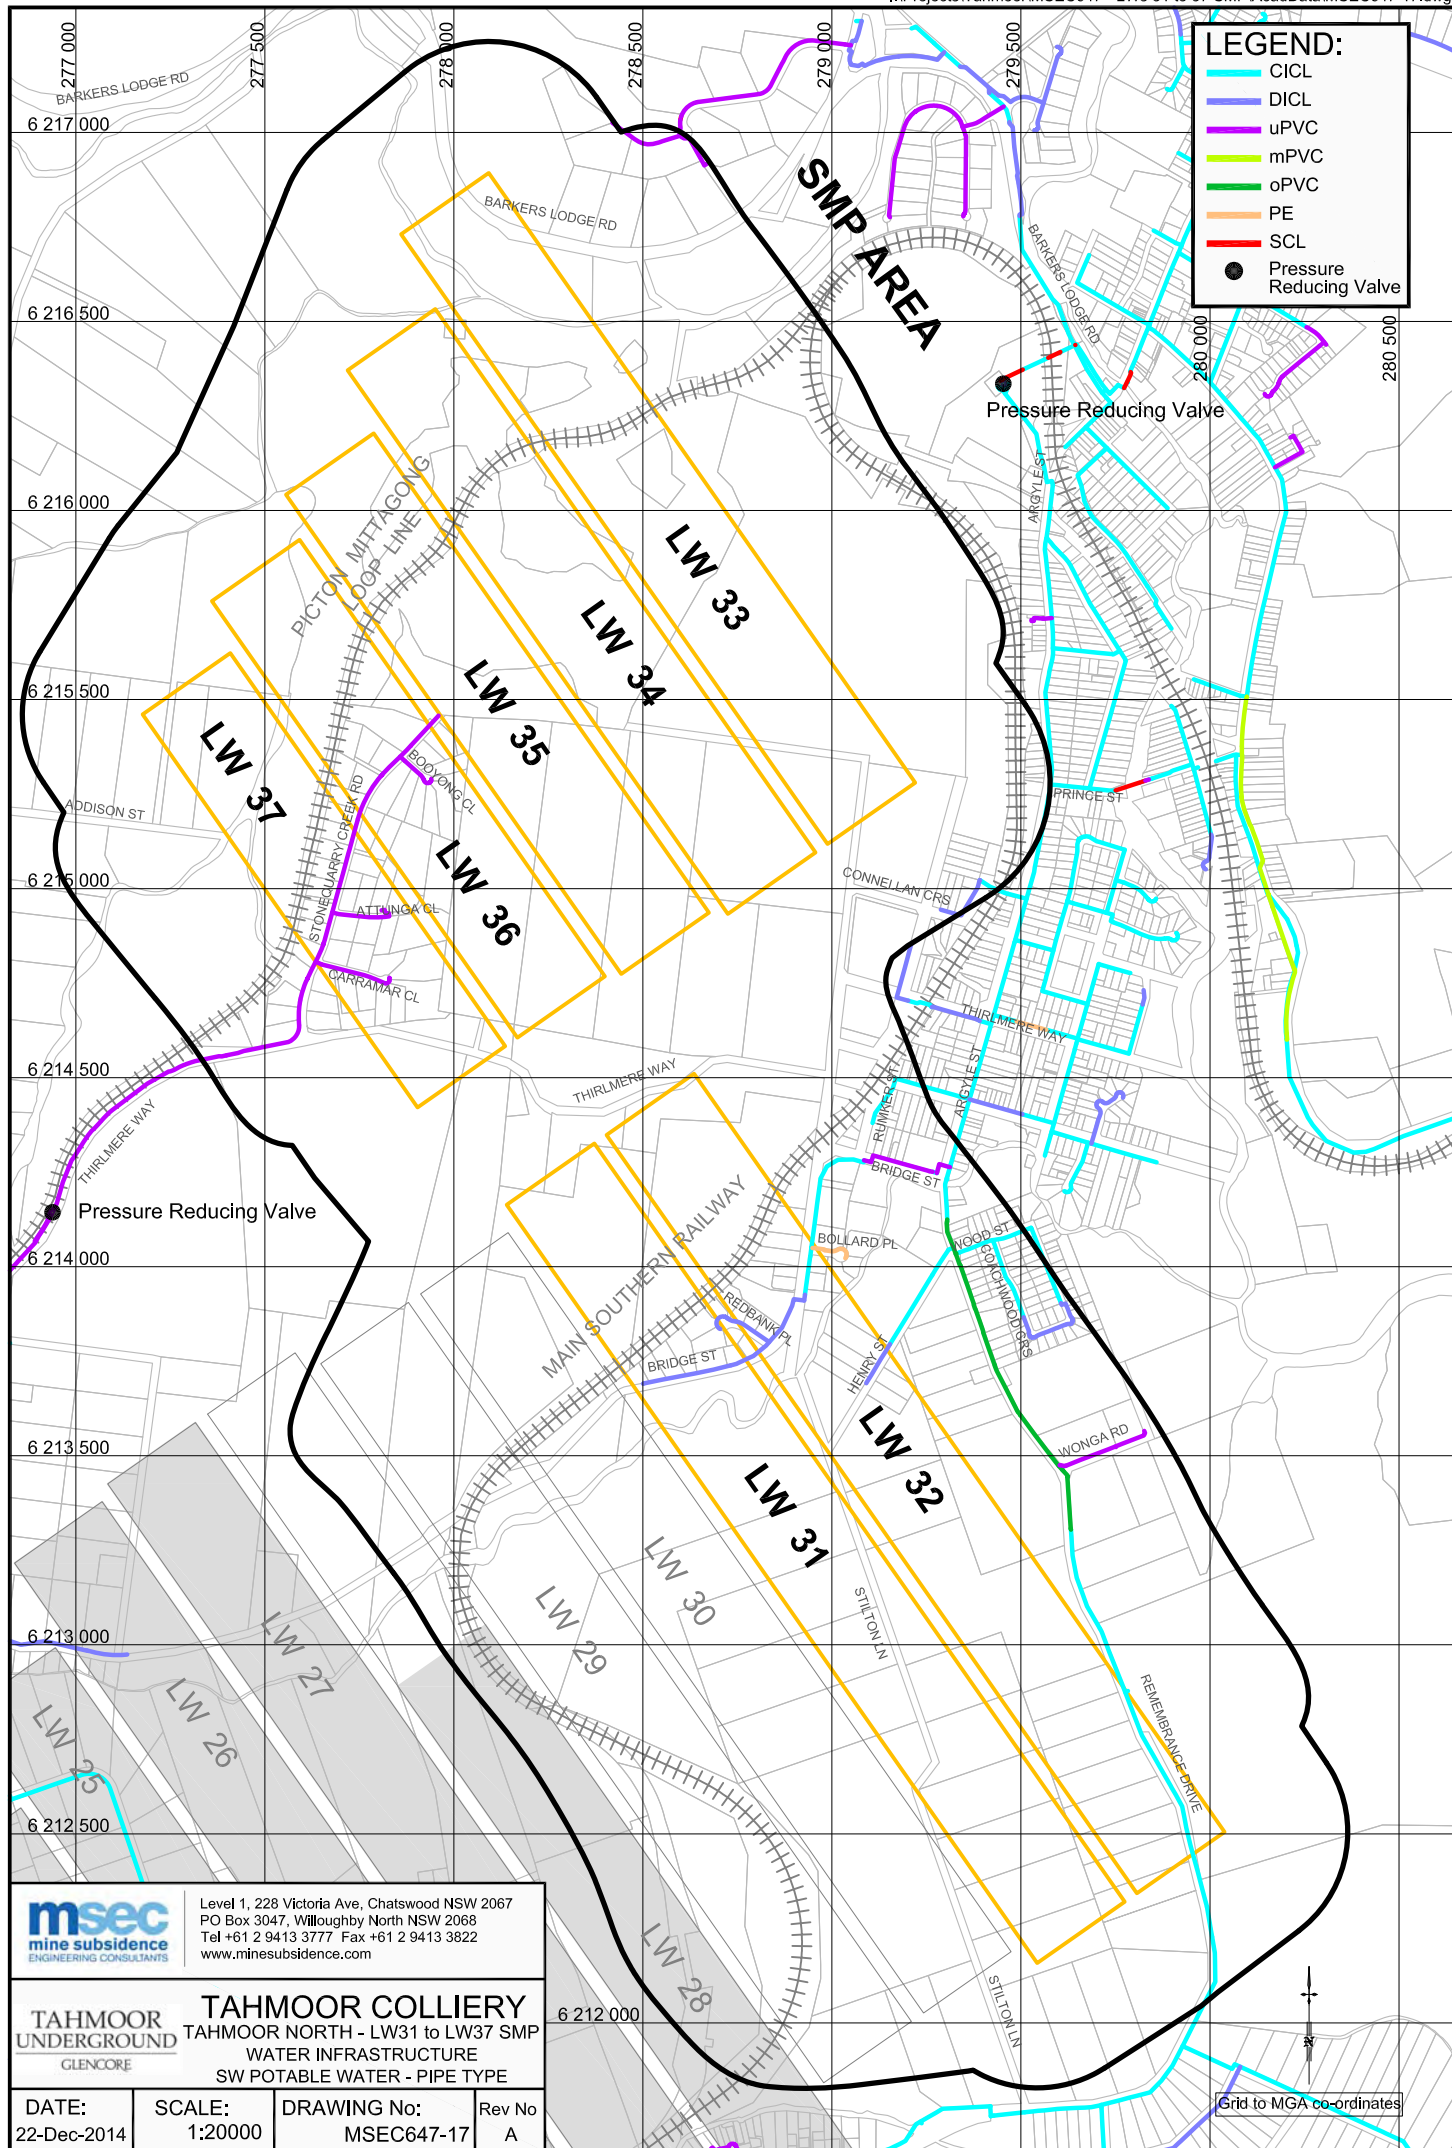 277 000
277 500
278 000
278 500
279 000
279 500
280 000
280 500
LEGEND:
CICL
DICL
uPVC
mPVC
oPVC
PE
SCL
Pressure
Reducing Valve
BARKERS LODGE RD
6 217 000
BARKERS LODGE RD
SMP AREA
BARKERS LODGE RD
6 216 500
Pressure Reducing Valve
ARGYLE ST
6 216 000
PICTON MITTAGONG
LOOP LINE
LW 33
LW 34
LW 35
LW 36
LW 37
6 215 500
BOOYONG CL
STONEQUARRY CREEK RD
ADDISON ST
PRINCE ST
6 215 000
CONNELLAN CRS
ATTUNGA CL
CARRAMAR CL
THIRLMERE WAY
6 214 500
THIRLMERE WAY
THIRLMERE WAY
ARGYLE ST
RUMKER ST
BRIDGE ST
Pressure Reducing Valve
MAIN SOUTHERN RAILWAY
BOLLARD PL
WOOD ST
COACHWOOD CRS
6 214 000
REDBANK PL
BRIDGE ST
HENRY ST
6 213 500
WONGA RD
LW 32
LW 31
LW 30
LW 29
STILTON LN
6 213 000
LW 27
LW 26
LW 25
REMEMBRANCE DRIVE
6 212 500
LW 28
STILTON LN
6 212 000
msec
mine subsidence
ENGINEERING CONSULTANTS
Level 1, 228 Victoria Ave, Chatswood NSW 2067
PO Box 3047, Willoughby North NSW 2068
Tel +61 2 9413 3777 Fax +61 2 9413 3822
www.minesubsidence.com
TAHMOOR
UNDERGROUND
GLENCORE
TAHMOOR COLLIERY
TAHMOOR NORTH - LW31 to LW37 SMP
WATER INFRASTRUCTURE
SW POTABLE WATER - PIPE TYPE
DATE:
22-Dec-2014
SCALE:
1:20000
DRAWING No:
MSEC647-17
Rev No
A
N
Grid to MGA co-ordinates